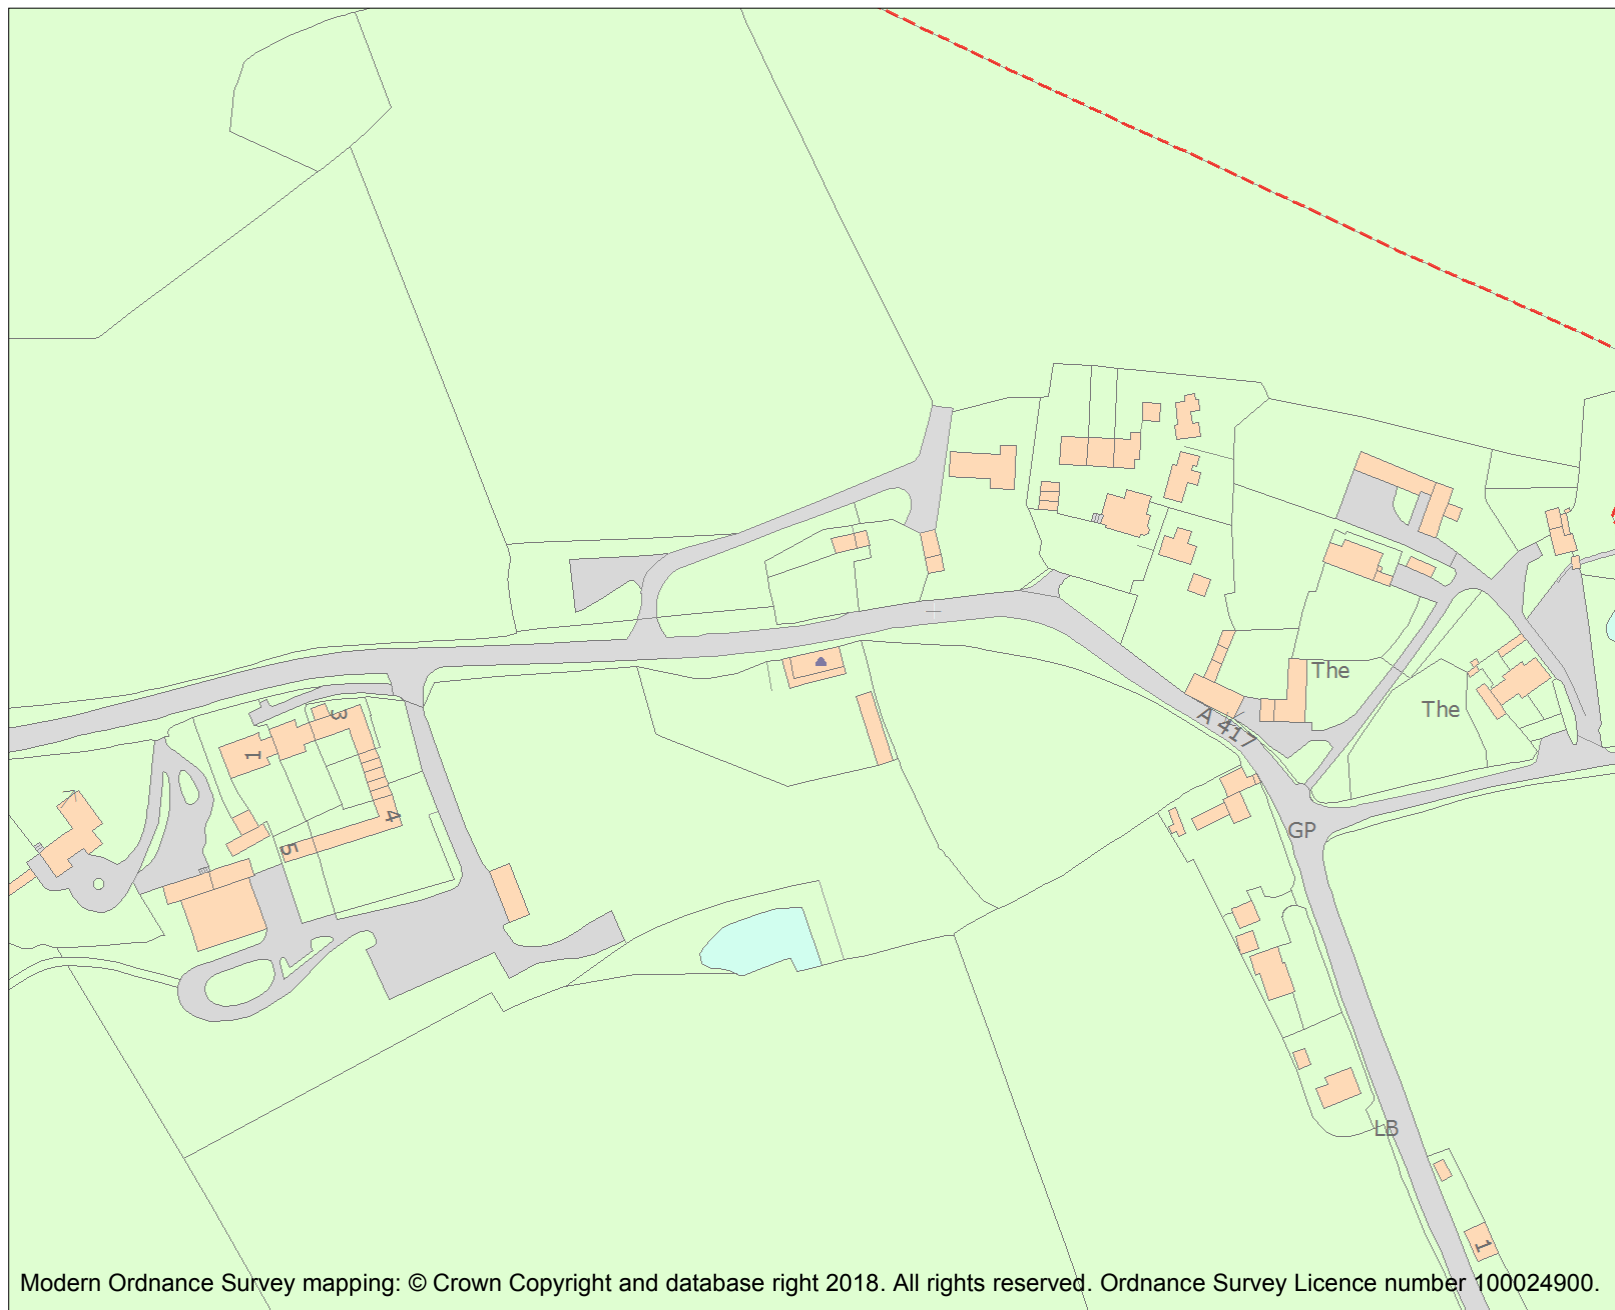 The
The
A 417
3
1
4
5
GP
LB
1
Modern Ordnance Survey mapping: © Crown Copyright and database right 2018. All rights reserved. Ordnance Survey Licence number 100024900.